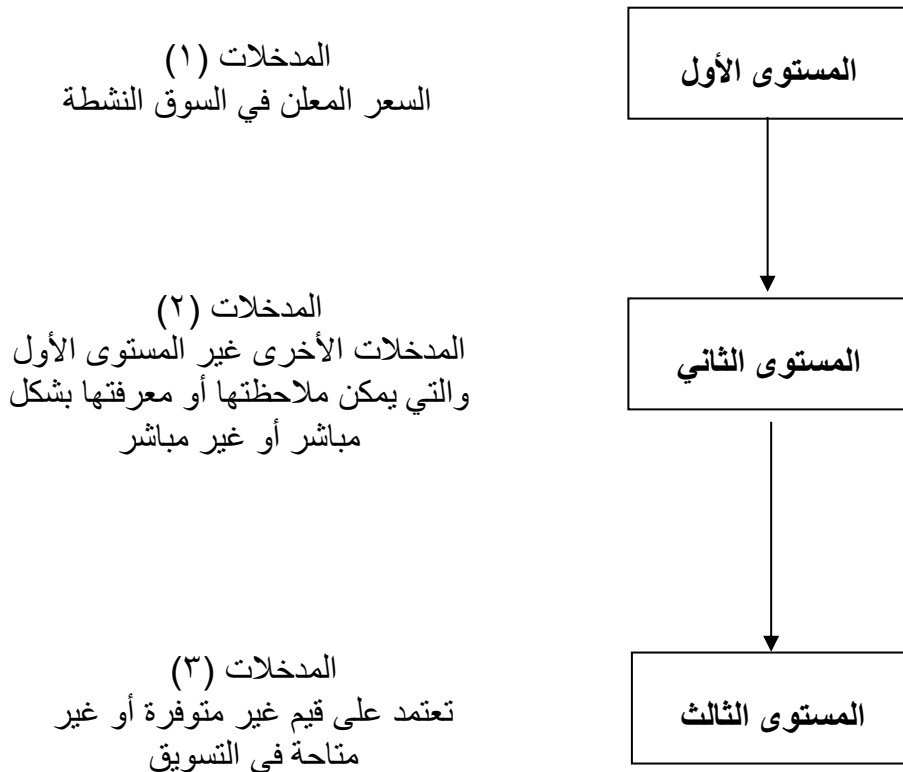 المستوى الأول
المدخلات (١)
السعر المعلن في السوق النشطة
المستوى الثاني
المدخلات (٢)
المدخلات الأخرى غير المستوى الأول
والتي يمكن ملاحظتها أو معرفتها بشكل
مباشر أو غير مباشر
المستوى الثالث
المدخلات (٣)
تعتمد على قيم غير متوفرة أو غير
متاحة في التسويق